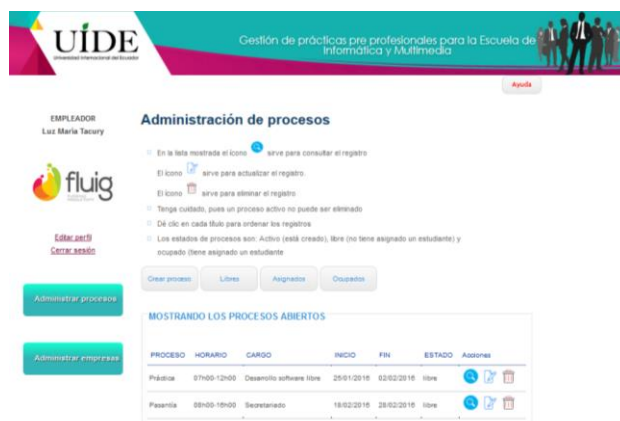 UIDE
Universidad Internacional del Ecuador
Gestión de prácticas pre profesionales para la Escuela de
Informática y Multimedia
Ayuda
EMPLEADOR
Luz Maria Tacury
fluig
Editar perfil
Cerrar sesión
Administrar procesos
Administrar empresas
Administración de procesos
En la lista mostrada el ícono sirve para consultar el registro
El ícono sirve para actualizar el registro.
El ícono sirve para eliminar el registro
Tenga cuidado, pues un proceso activo no puede ser eliminado
Dé clic en cada título para ordenar los registros
Los estados de procesos son: Activo (está creado), libre (no tiene asignado un estudiante) y
ocupado (tiene asignado un estudiante
Crear proceso Libres Asignados Ocupados
MOSTRANDO LOS PROCESOS ABIERTOS
PROCESO HORARIO CARGO INICIO FIN ESTADO Acciones
Práctica 07h00-12h00 Desarrollo software libre 25/01/2016 02/02/2016 libre
Pasantía 08h00-16h00 Secretariado 18/02/2016 28/02/2016 libre